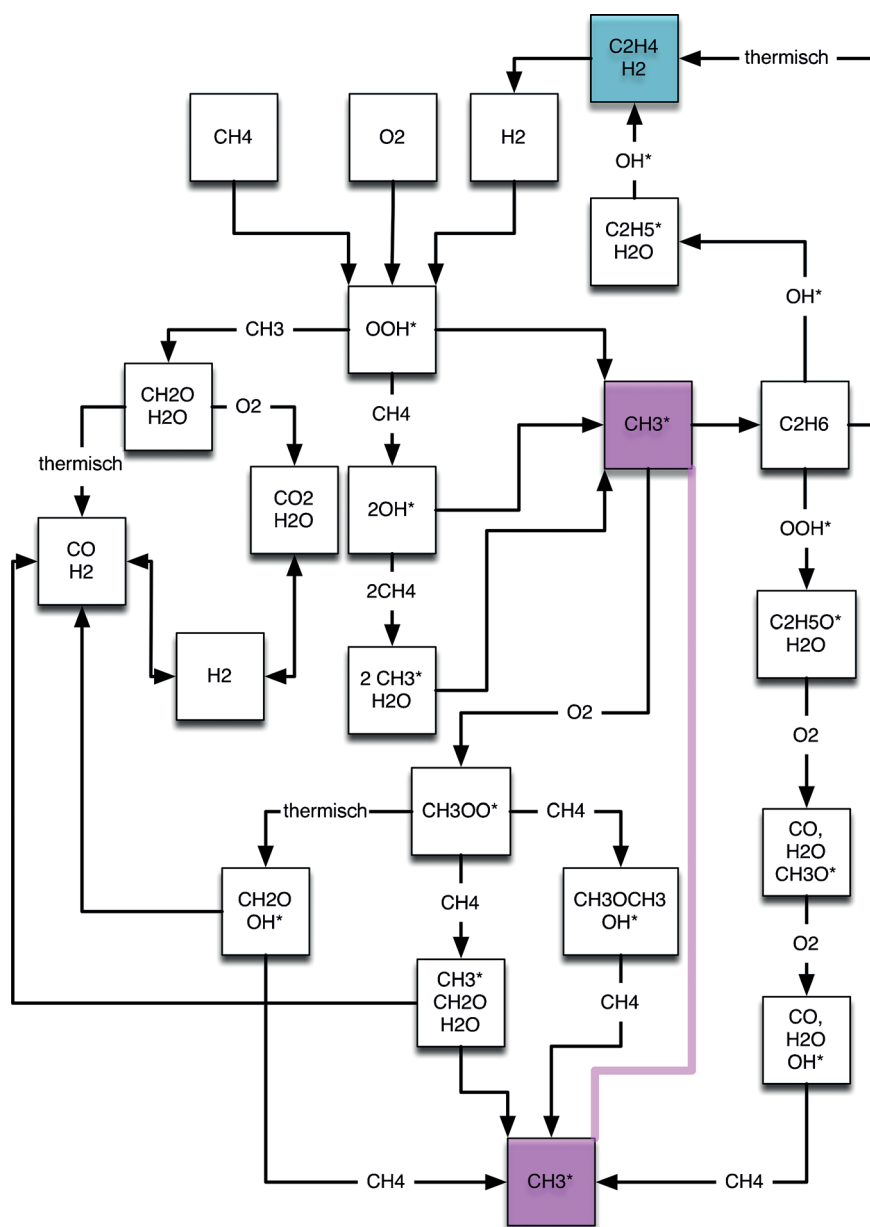 C2H4
H2
thermisch
CH4
O2
H2
OH*
C2H5*
H2O
OH*
CH3
OOH*
CH2O
H2O
O2
CH4
CH3*
C2H6
thermisch
CO2
H2O
2OH*
OOH*
CO
H2
2CH4
C2H5O*
H2O
H2
2 CH3*
H2O
O2
O2
thermisch
CH3OO*
CH4
CO,
H2O
CH3O*
CH2O
OH*
CH4
CH3OCH3
OH*
O2
CH3*
CH2O
H2O
CH4
CO,
H2O
OH*
CH4
CH3*
CH4